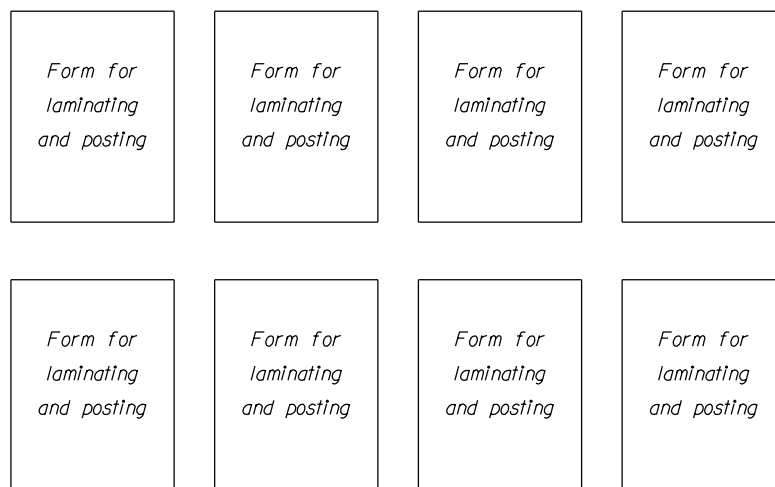 Form for
laminating
and posting
Form for
laminating
and posting
Form for
laminating
and posting
Form for
laminating
and posting
Form for
laminating
and posting
Form for
laminating
and posting
Form for
laminating
and posting
Form for
laminating
and posting